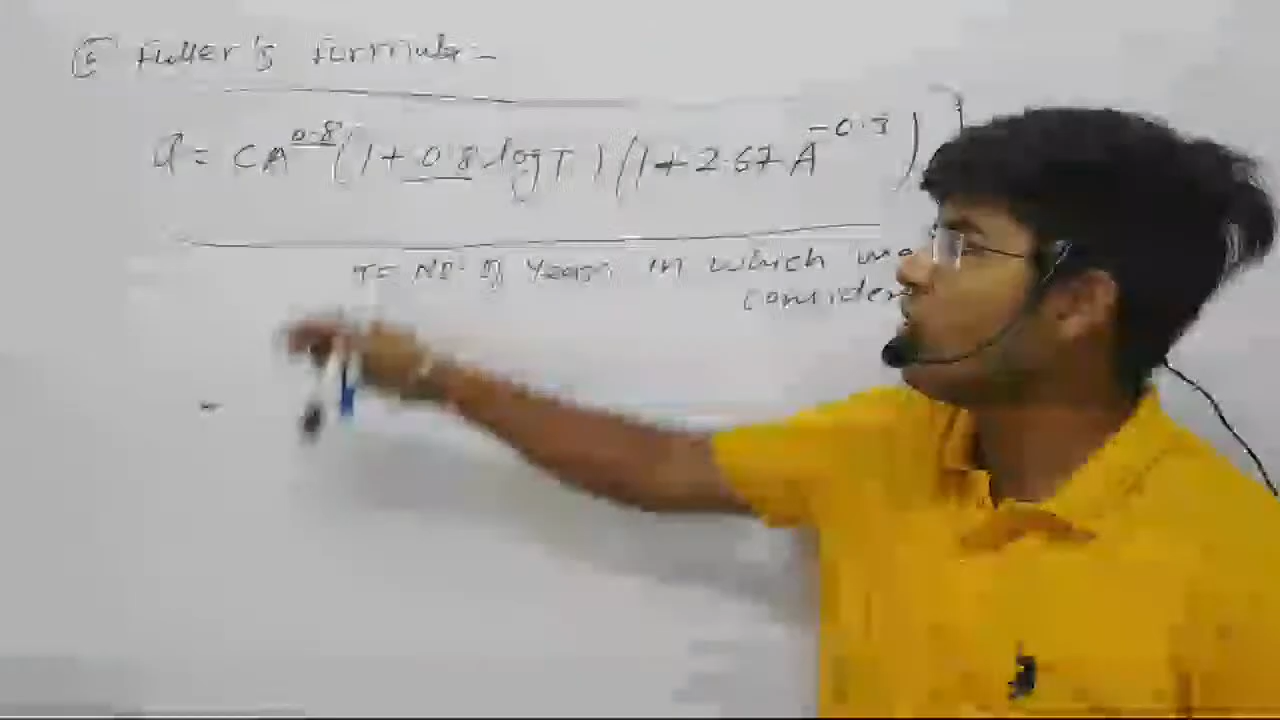 ⑤ Fuller's formula-
Q = CA^0.8 (1 + 0.8 log T) (1 + 2.67 A^-0.3)
T = No. of Years in which
consider